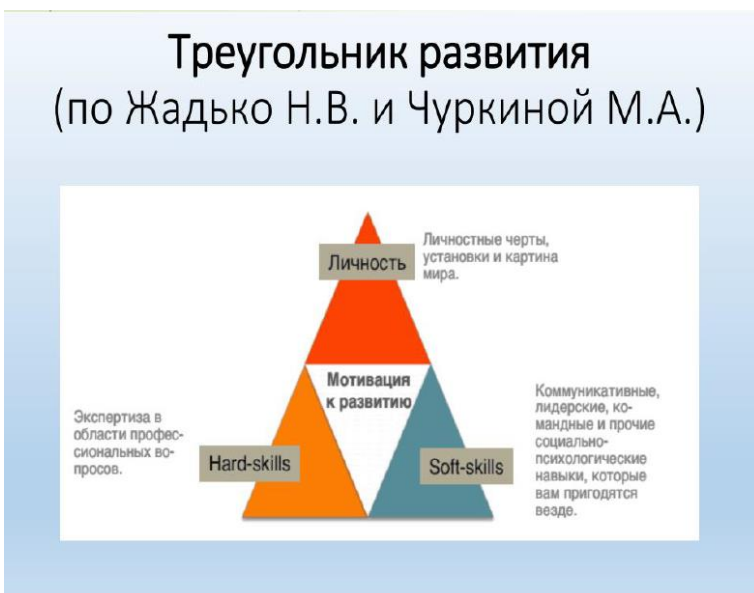 Треугольник развития
(по Жадько Н.В. и Чуркиной М.А.)
Личность
Личностные черты,
установки и картина
мира.
Мотивация
к развитию
Экспертиза в
области профес-
сиональных во-
просов.
Hard-skills
Soft-skills
Коммуникативные,
лидерские, ко-
мандные и прочие
социально-
психологические
навыки, которые
вам пригодятся
везде.